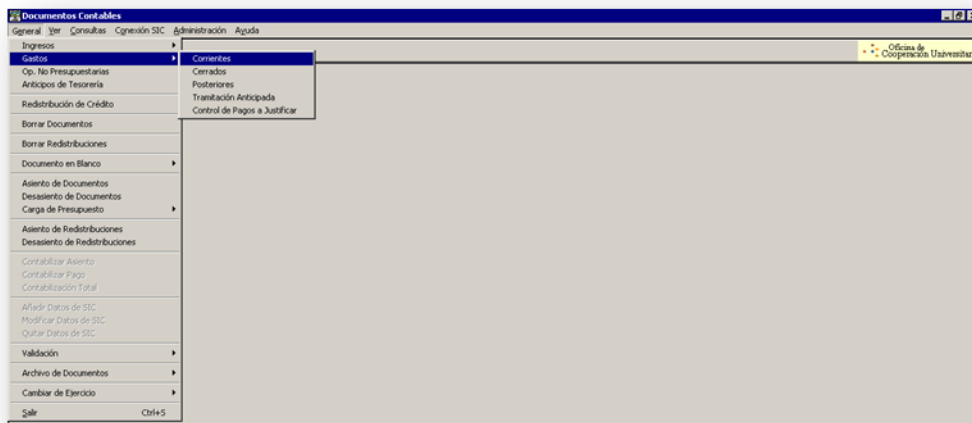 Documentos Contables
General Ver Consultas Conexión SIC Administración Ayuda
Ingresos
Gastos
Op. No Presupuestarias
Anticipos de Tesorería
Redistribución de Crédito
Borrar Documentos
Borrar Redistribuciones
Documento en Blanco
Asiento de Documentos
Desasiento de Documentos
Carga de Presupuesto
Asiento de Redistribuciones
Desasiento de Redistribuciones
Contabilizar Asiento
Contabilizar Pago
Contabilización Total
Añadir Datos de SIC
Modificar Datos de SIC
Quitar Datos de SIC
Validación
Archivo de Documentos
Cambiar de Ejercicio
Salir Ctrl+S
Corrientes
Cerrados
Posteriores
Tramitación Anticipada
Control de Pagos a Justificar
Oficina de
Cooperación Universitar